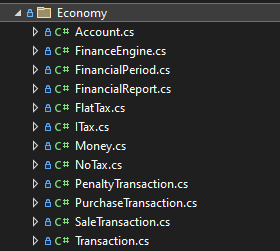 Economy
C# Account.cs
C# FinanceEngine.cs
C# FinancialPeriod.cs
C# FinancialReport.cs
C# FlatTax.cs
C# ITax.cs
C# Money.cs
C# NoTax.cs
C# PenaltyTransaction.cs
C# PurchaseTransaction.cs
C# SaleTransaction.cs
C# Transaction.cs